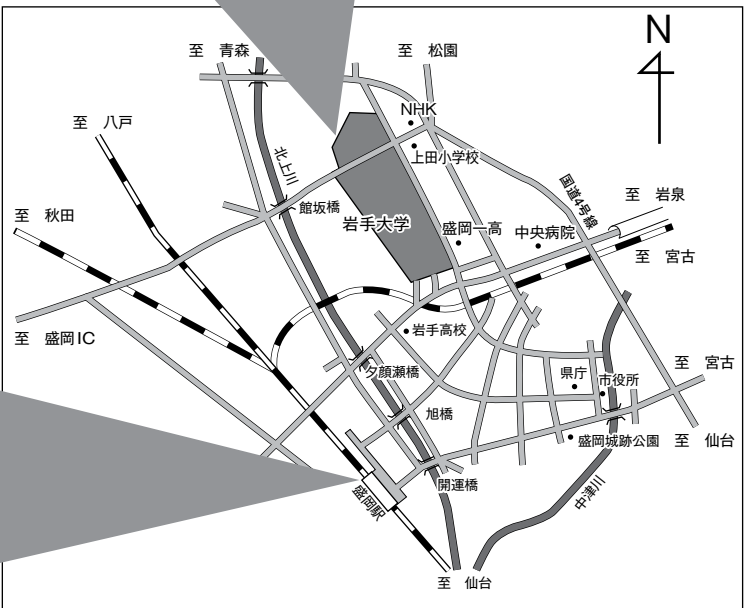 N
至　青森
至　松園
NHK
至　八戸
上田小学校
北上川
国道4号線
至　岩泉
館坂橋
至　秋田
岩手大学
盛岡一高
中央病院
至　宮古
岩手高校
至　盛岡IC
夕顔瀬橋
県庁
市役所
至　宮古
旭橋
盛岡城跡公園
至　仙台
開運橋
盛岡駅
中津川
至　仙台